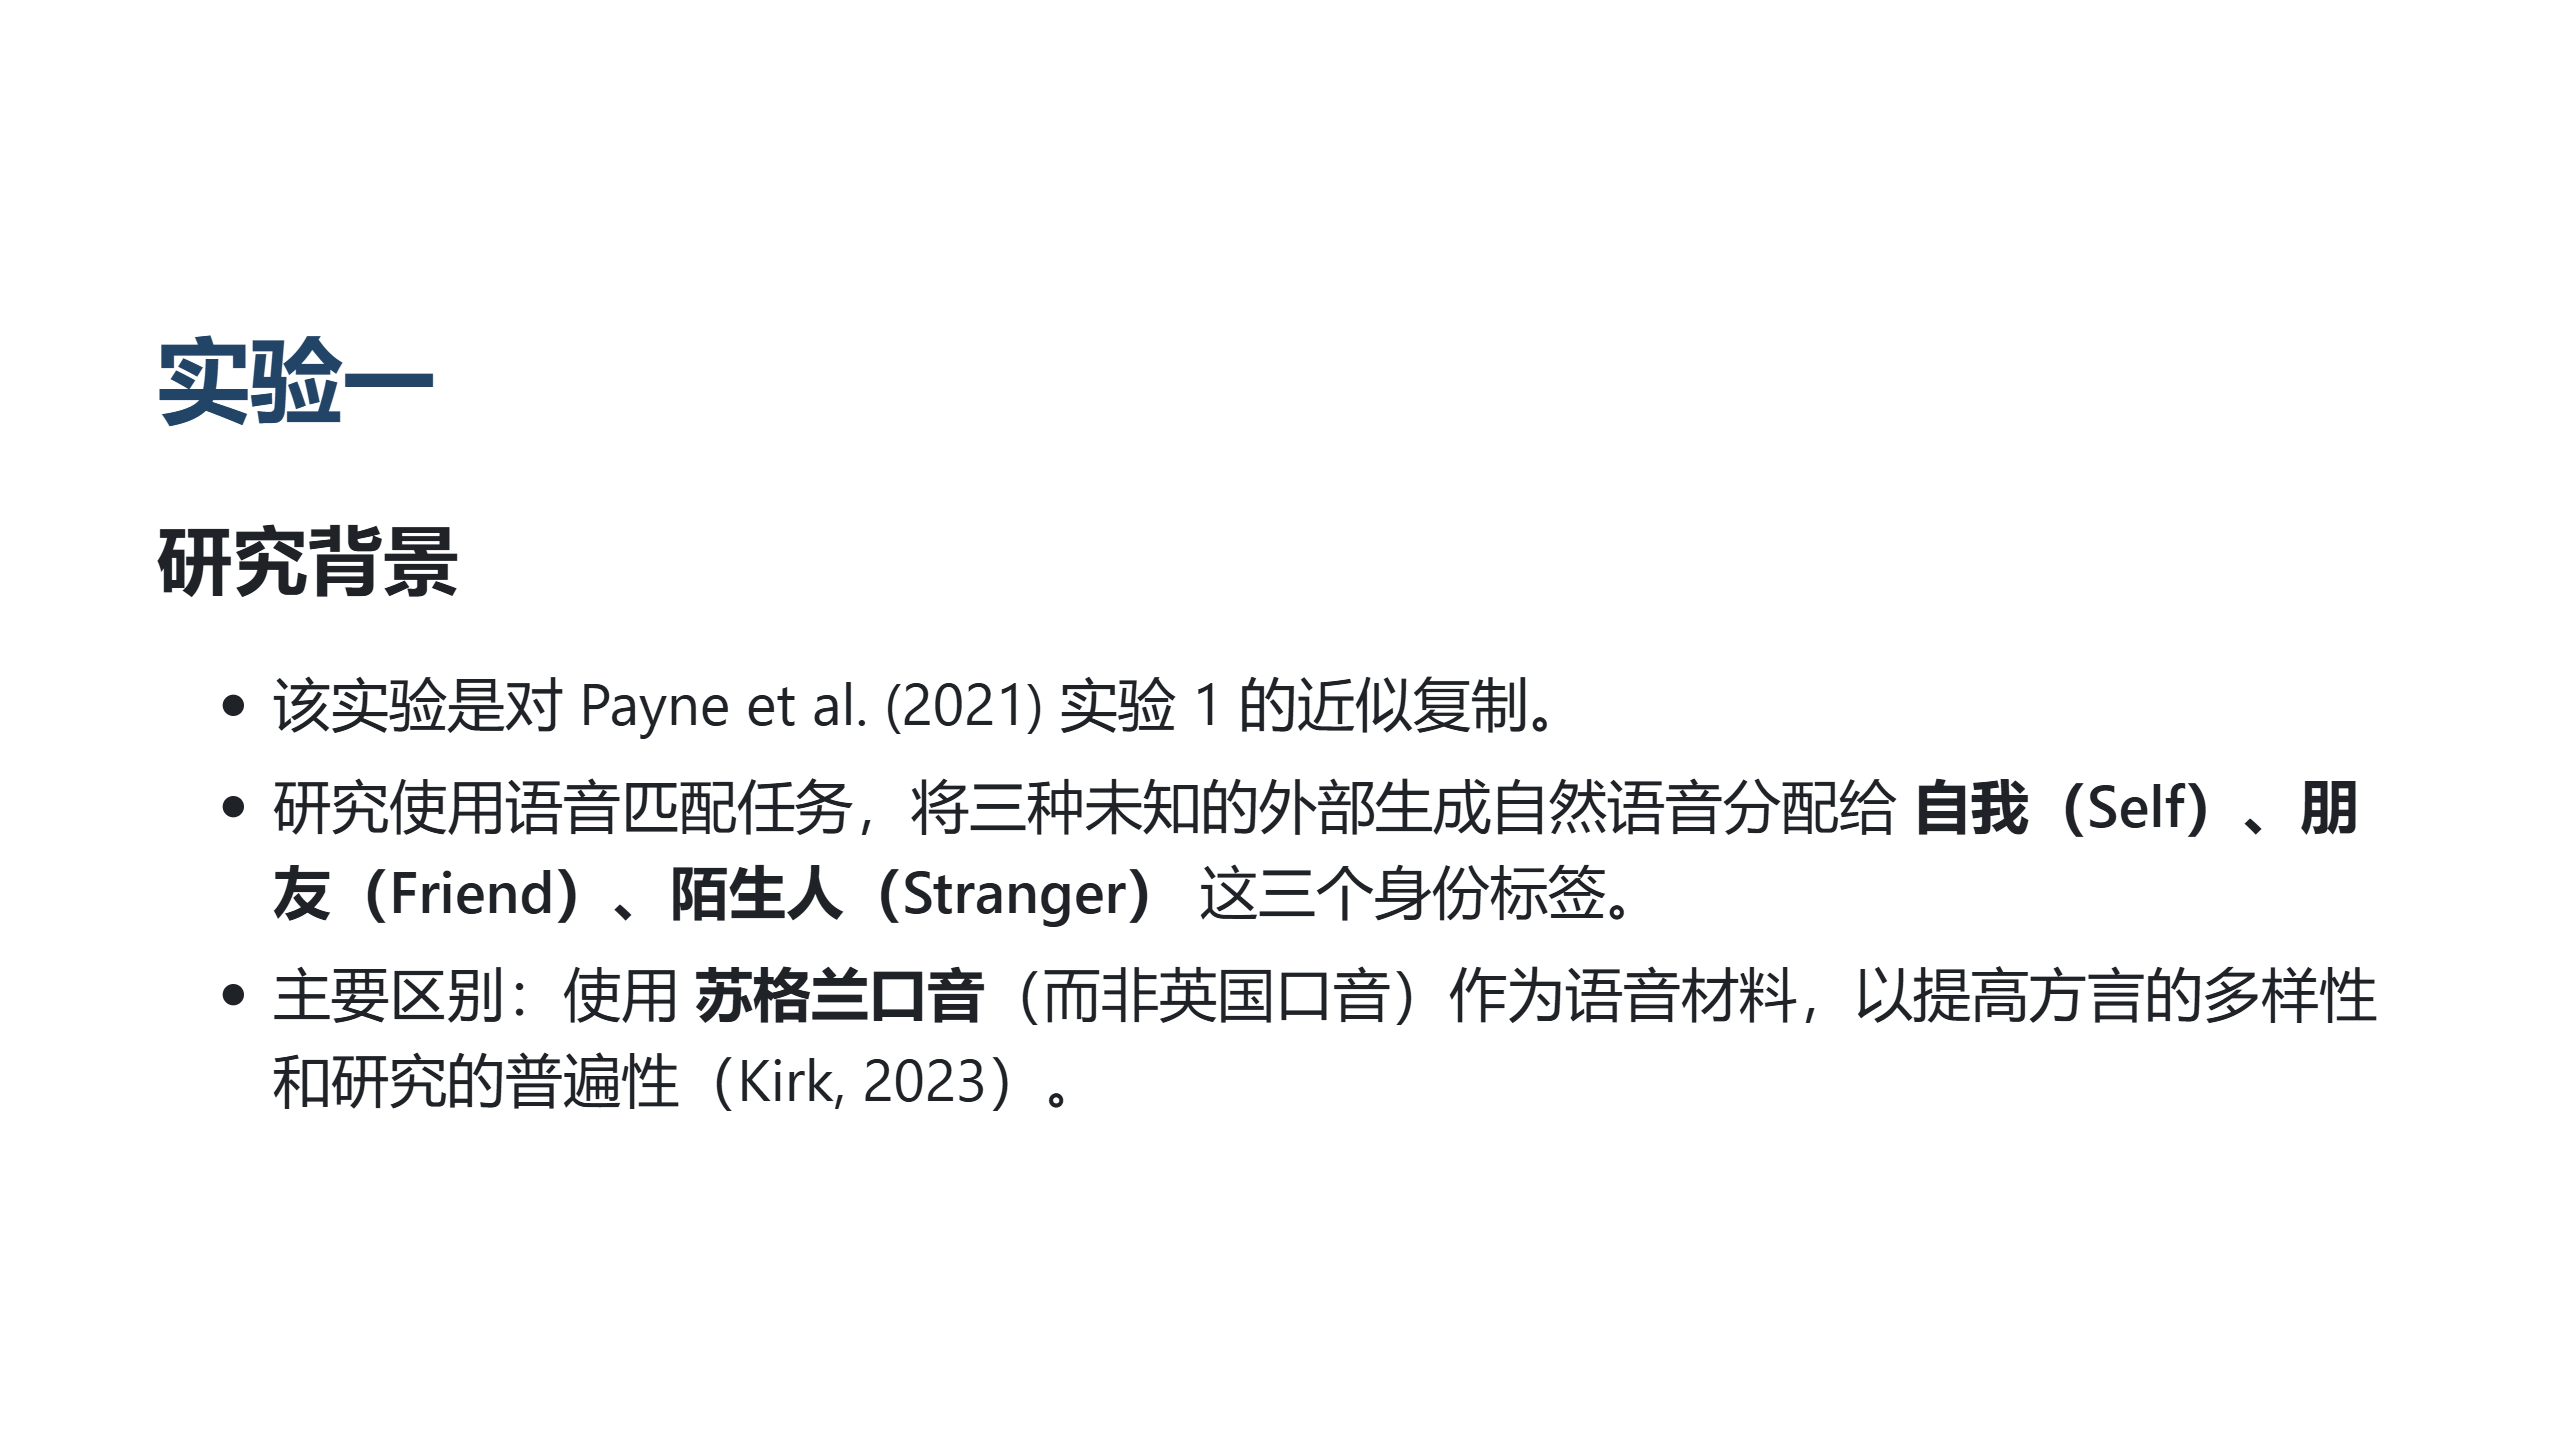 实验一
研究背景
• 该实验是对 Payne et al. (2021) 实验 1 的近似复制。
• 研究使用语音匹配任务，将三种未知的外部生成自然语音分配给 自我（Self）、朋
友（Friend）、陌生人（Stranger） 这三个身份标签。
• 主要区别：使用 苏格兰口音（而非英国口音）作为语音材料，以提高方言的多样性
和研究的普遍性（Kirk, 2023）。